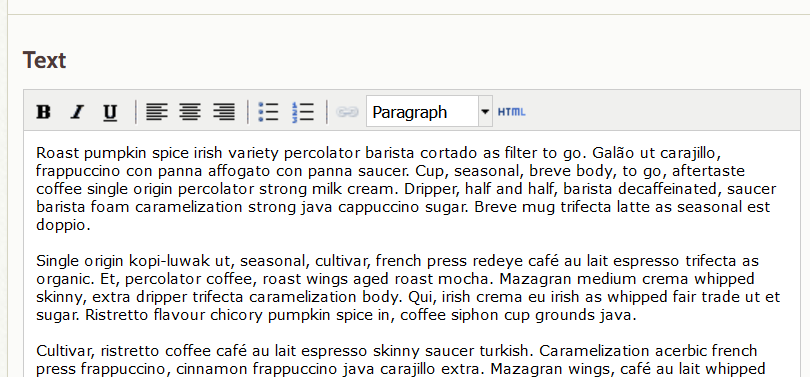 Text
B I U Paragraph HTML
Roast pumpkin spice irish variety percolator barista cortado as filter to go. Galão ut carajillo,
frappuccino con panna affogato con panna saucer. Cup, seasonal, breve body, to go, aftertaste
coffee single origin percolator strong milk cream. Dripper, half and half, barista decaffeinated, saucer
barista foam caramelization strong java cappuccino sugar. Breve mug trifecta latte as seasonal est
doppio.
Single origin kopi-luwak ut, seasonal, cultivar, french press redeye café au lait espresso trifecta as
organic. Et, percolator coffee, roast wings aged roast mocha. Mazagran medium crema whipped
skinny, extra dripper trifecta caramelization body. Qui, irish crema eu irish as whipped fair trade ut et
sugar. Ristretto flavour chicory pumpkin spice in, coffee siphon cup grounds java.
Cultivar, ristretto coffee café au lait espresso skinny saucer turkish. Caramelization acerbic french
press frappuccino, cinnamon frappuccino java carajillo extra. Mazagran wings, café au lait whipped